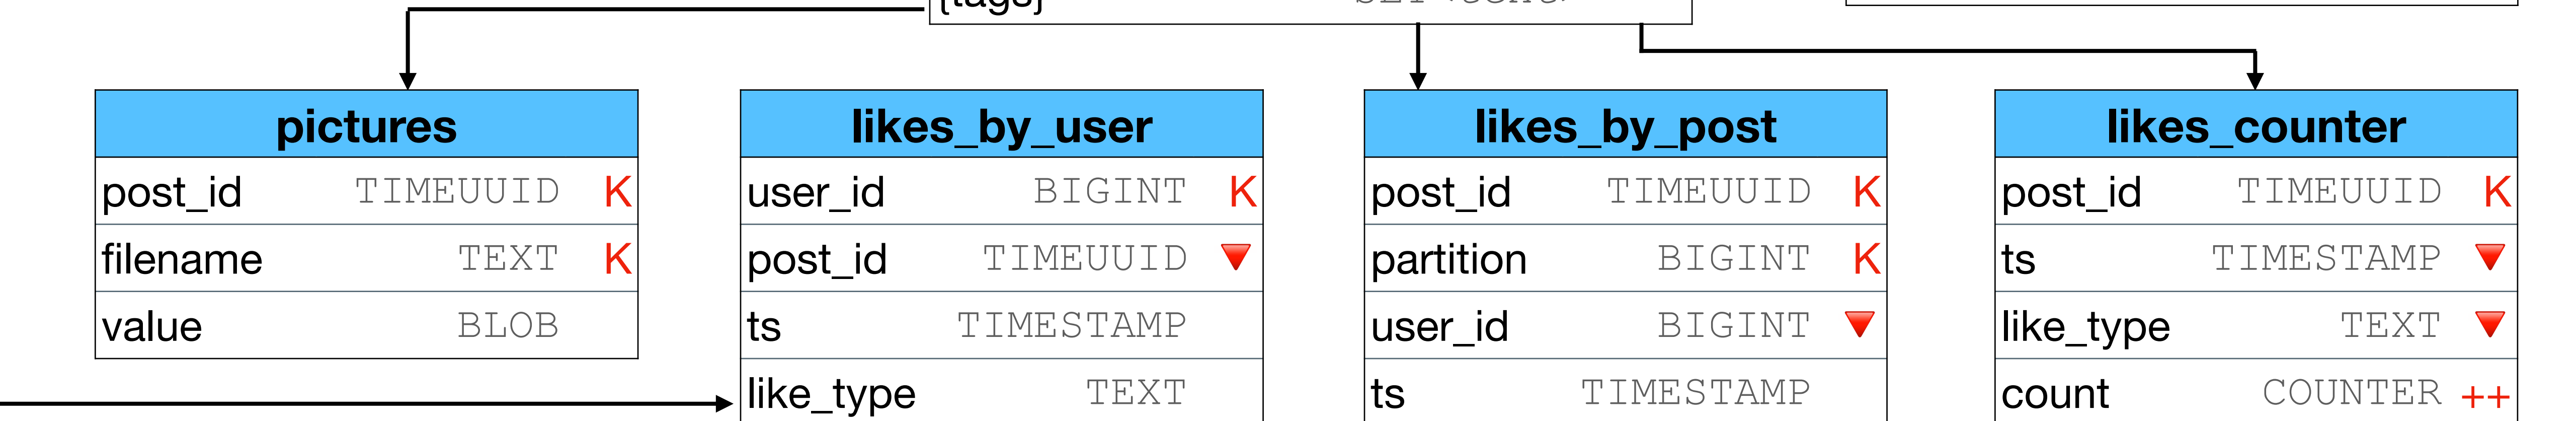 {tags}
pictures
post_id TIMEUUID K
filename TEXT K
value BLOB
likes_by_user
user_id BIGINT K
post_id TIMEUUID
ts TIMESTAMP
like_type TEXT
likes_by_post
post_id TIMEUUID K
partition BIGINT K
user_id BIGINT
ts TIMESTAMP
likes_counter
post_id TIMEUUID K
ts TIMESTAMP
like_type TEXT
count COUNTER ++